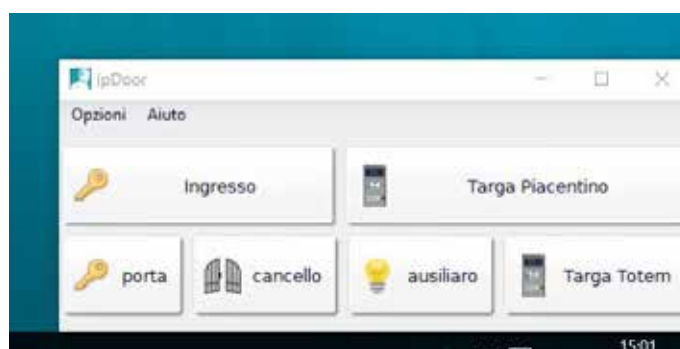 ipDoor
Opzioni Aiuto
Ingresso Targa Piacentino
porta cancello ausiliaro Targa Totem
15:01